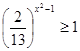 (2/13)^(x²−1) ≥ 1